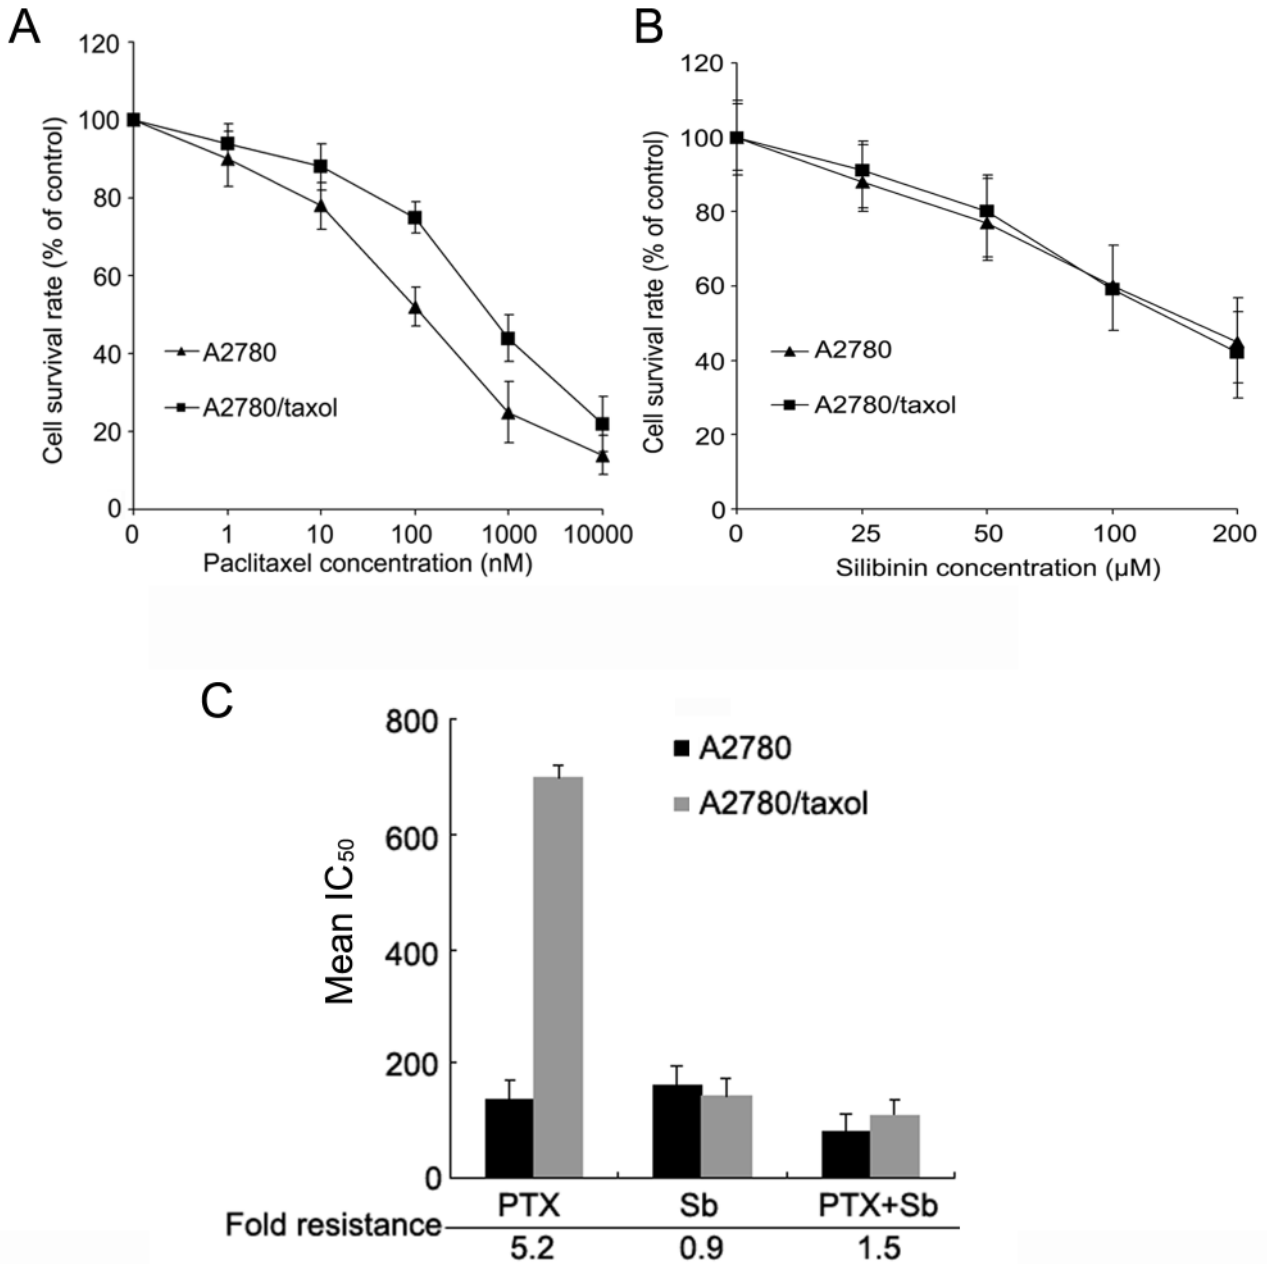 A
120
100
80
60
40
20
0
Cell survival rate (% of control)
A2780
A2780/taxol
0 1 10 100 1000 10000
Paclitaxel concentration (nM)
B
120
100
80
60
40
20
0
Cell survival rate (% of control)
A2780
A2780/taxol
0 25 50 100 200
Silibinin concentration (µM)
C
800
600
400
200
0
Mean IC50
A2780
A2780/taxol
PTX Sb PTX+Sb
Fold resistance
5.2 0.9 1.5